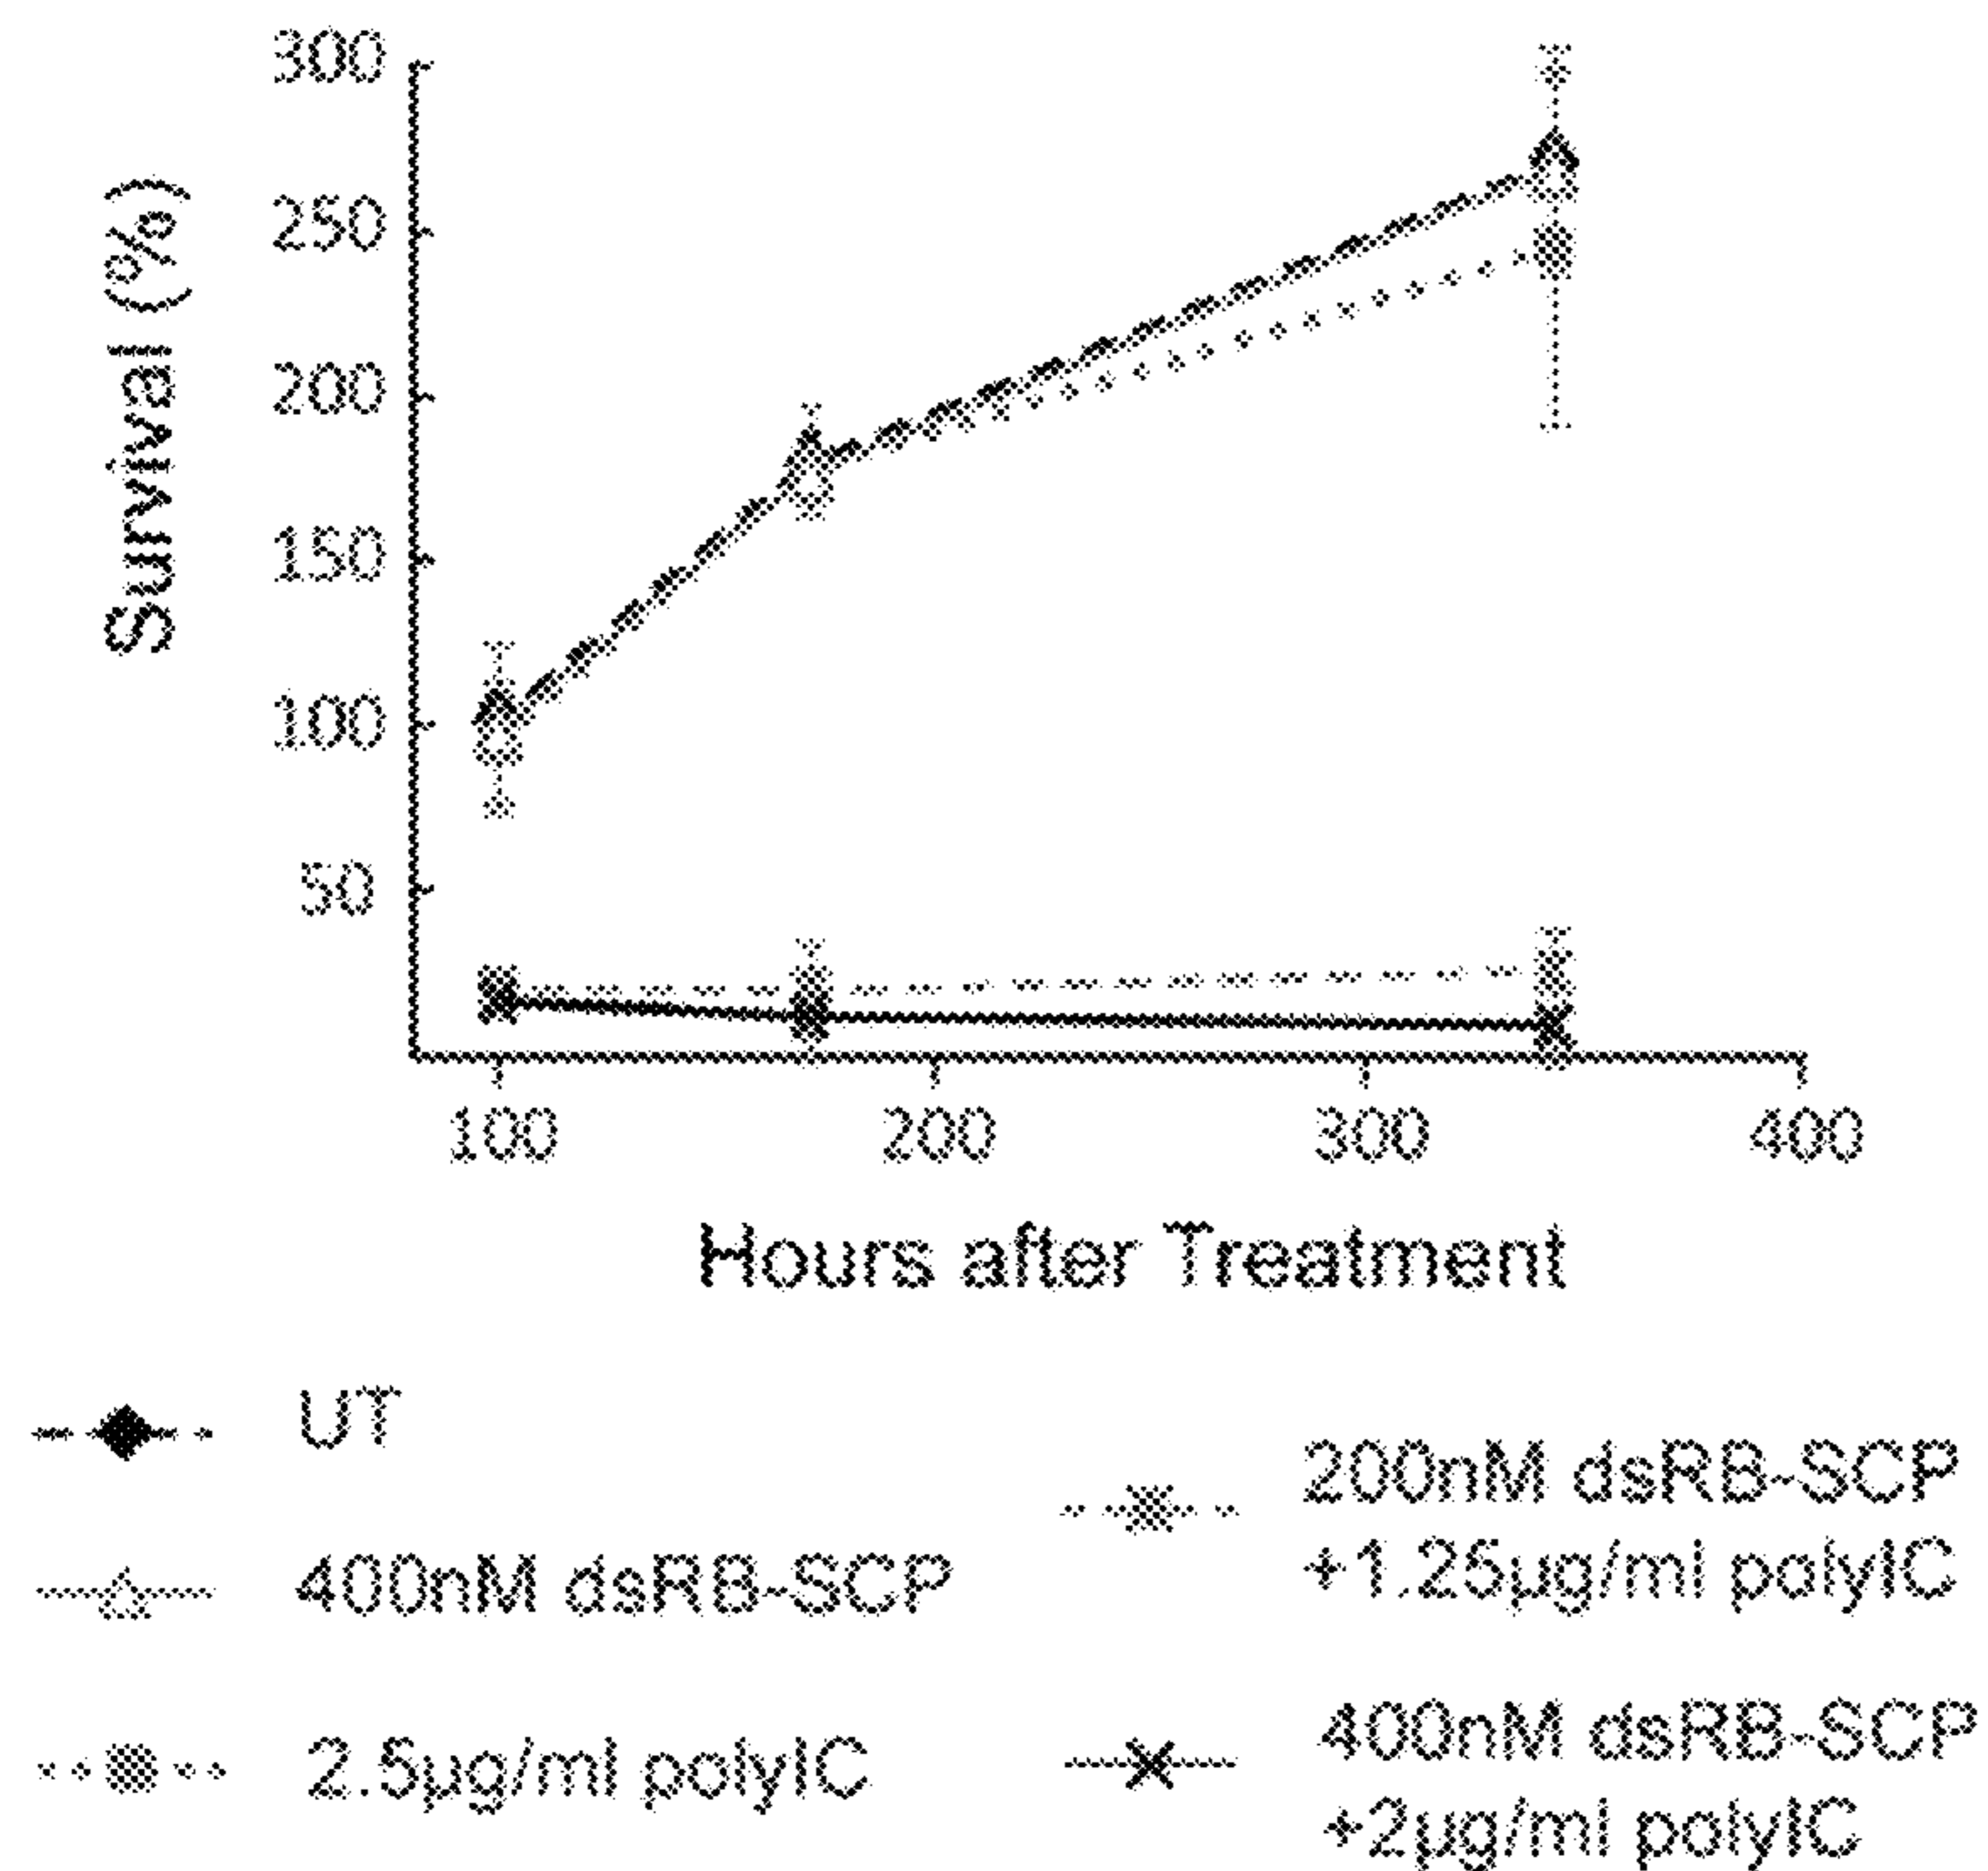 Survival (%)
300
250
200
150
100
50
100 200 300 400
Hours after Treatment
UT
400nM dsRB-SCP
2.5µg/ml polyIC
200nM dsRB-SCP
+1.25µg/ml polyIC
400nM dsRB-SCP
+2µg/ml polyIC